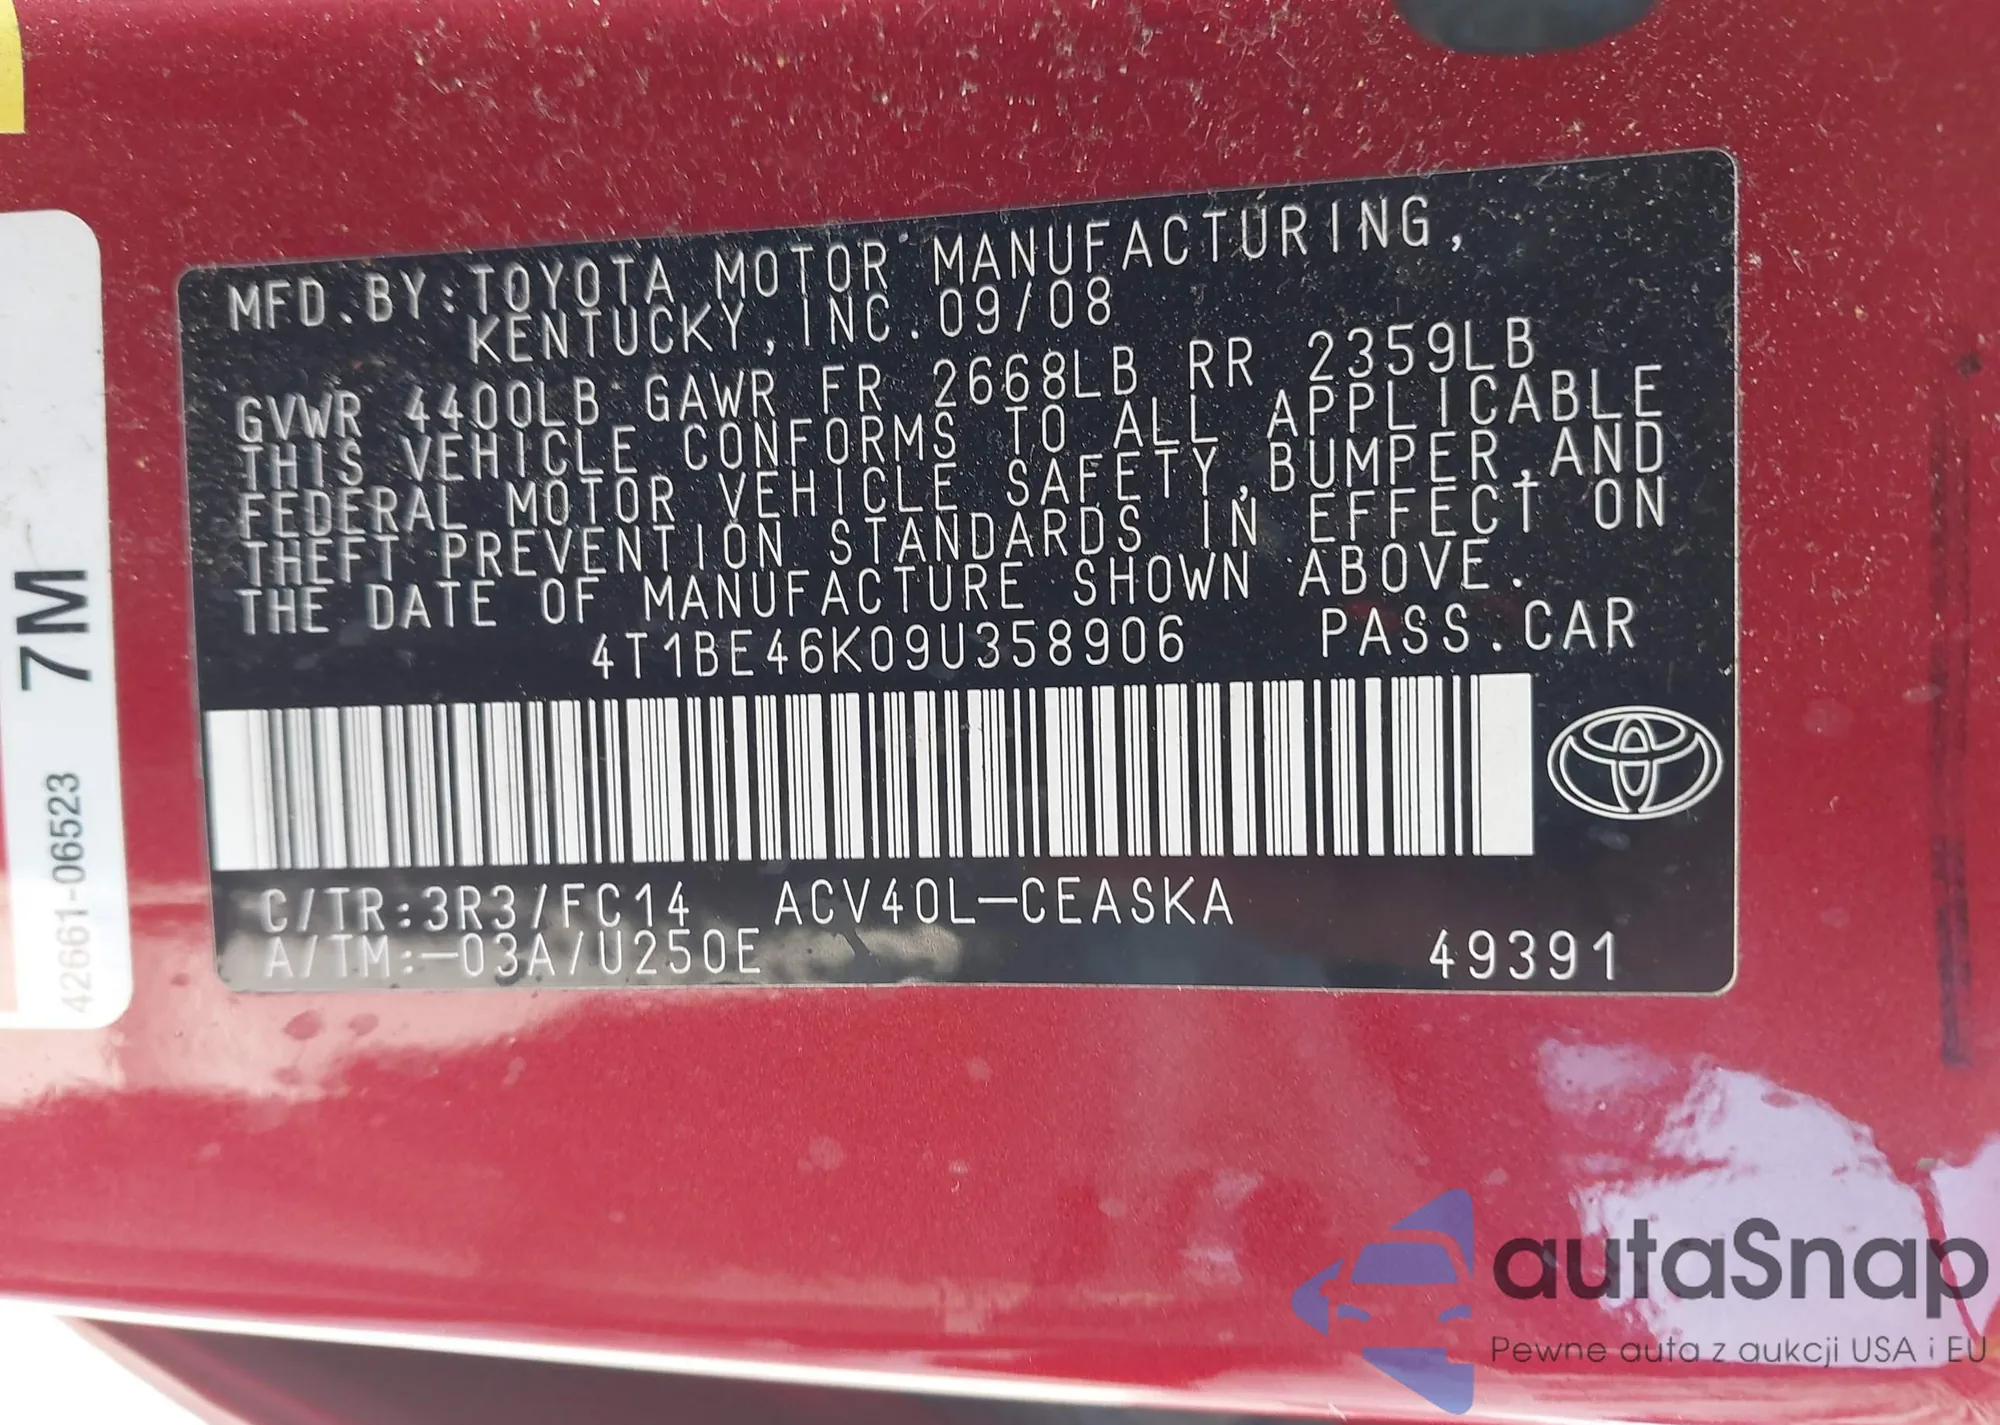 MFD.BY:TOYOTA MOTOR MANUFACTURING,
KENTUCKY, INC. 09/08
GVWR 4400LB GAWR FR 2668LB RR 2359LB
THIS VEHICLE CONFORMS TO ALL APPLICABLE
FEDERAL MOTOR VEHICLE SAFETY, BUMPER, AND
THEFT PREVENTION STANDARDS IN EFFECT ON
THE DATE OF MANUFACTURE SHOWN ABOVE.
4T1BE46K09U358906 PASS.CAR
C/TR:3R3/FC14 ACV40L-CEASKA
A/TM:-03A/U250E 49391
7M
42661-06523
autaSnap
Pewne auta z aukcji USA i EU